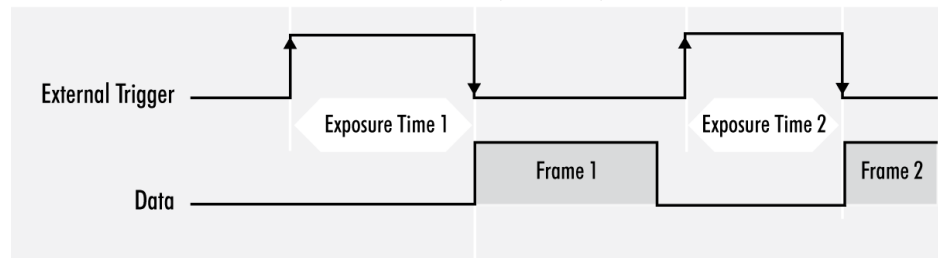 External Trigger
Exposure Time 1
Exposure Time 2
Frame 1
Frame 2
Data